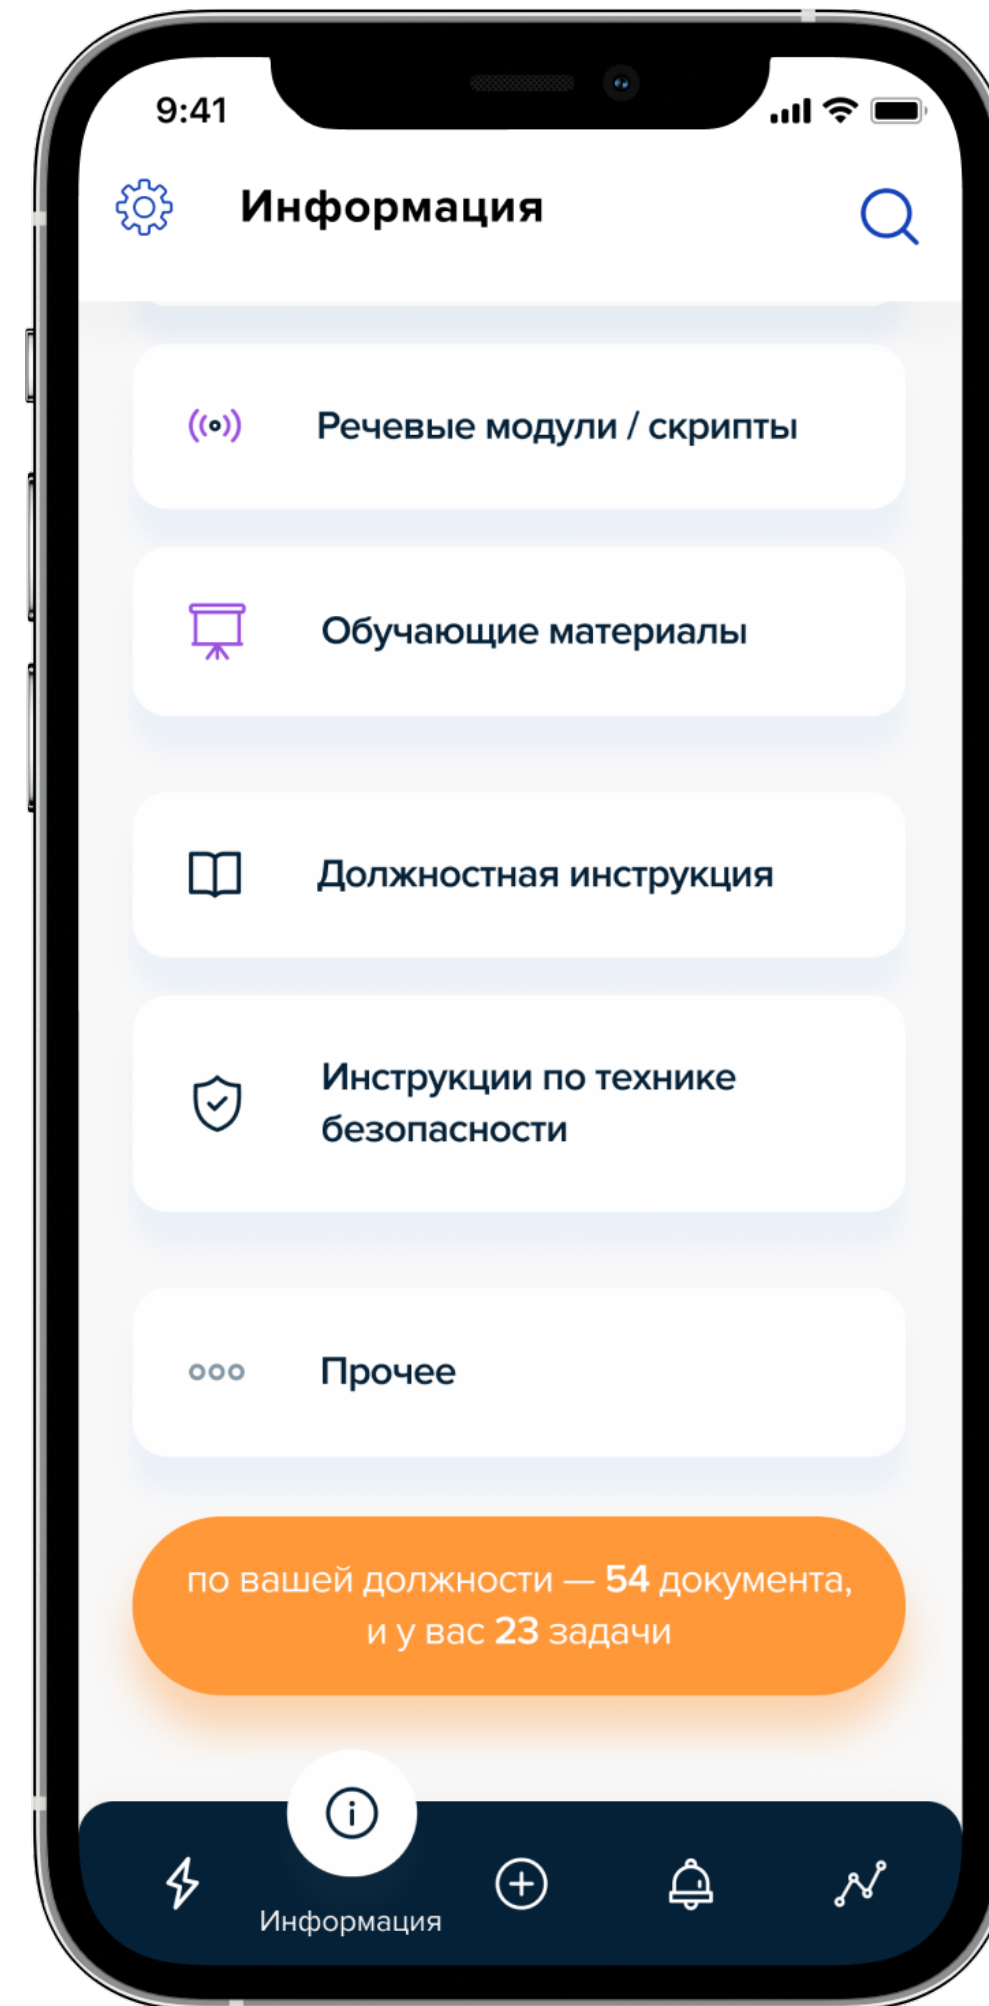 9:41
Информация
Речевые модули / скрипты
Обучающие материалы
Должностная инструкция
Инструкции по технике
безопасности
Прочее
по вашей должности — 54 документа,
и у вас 23 задачи
Информация